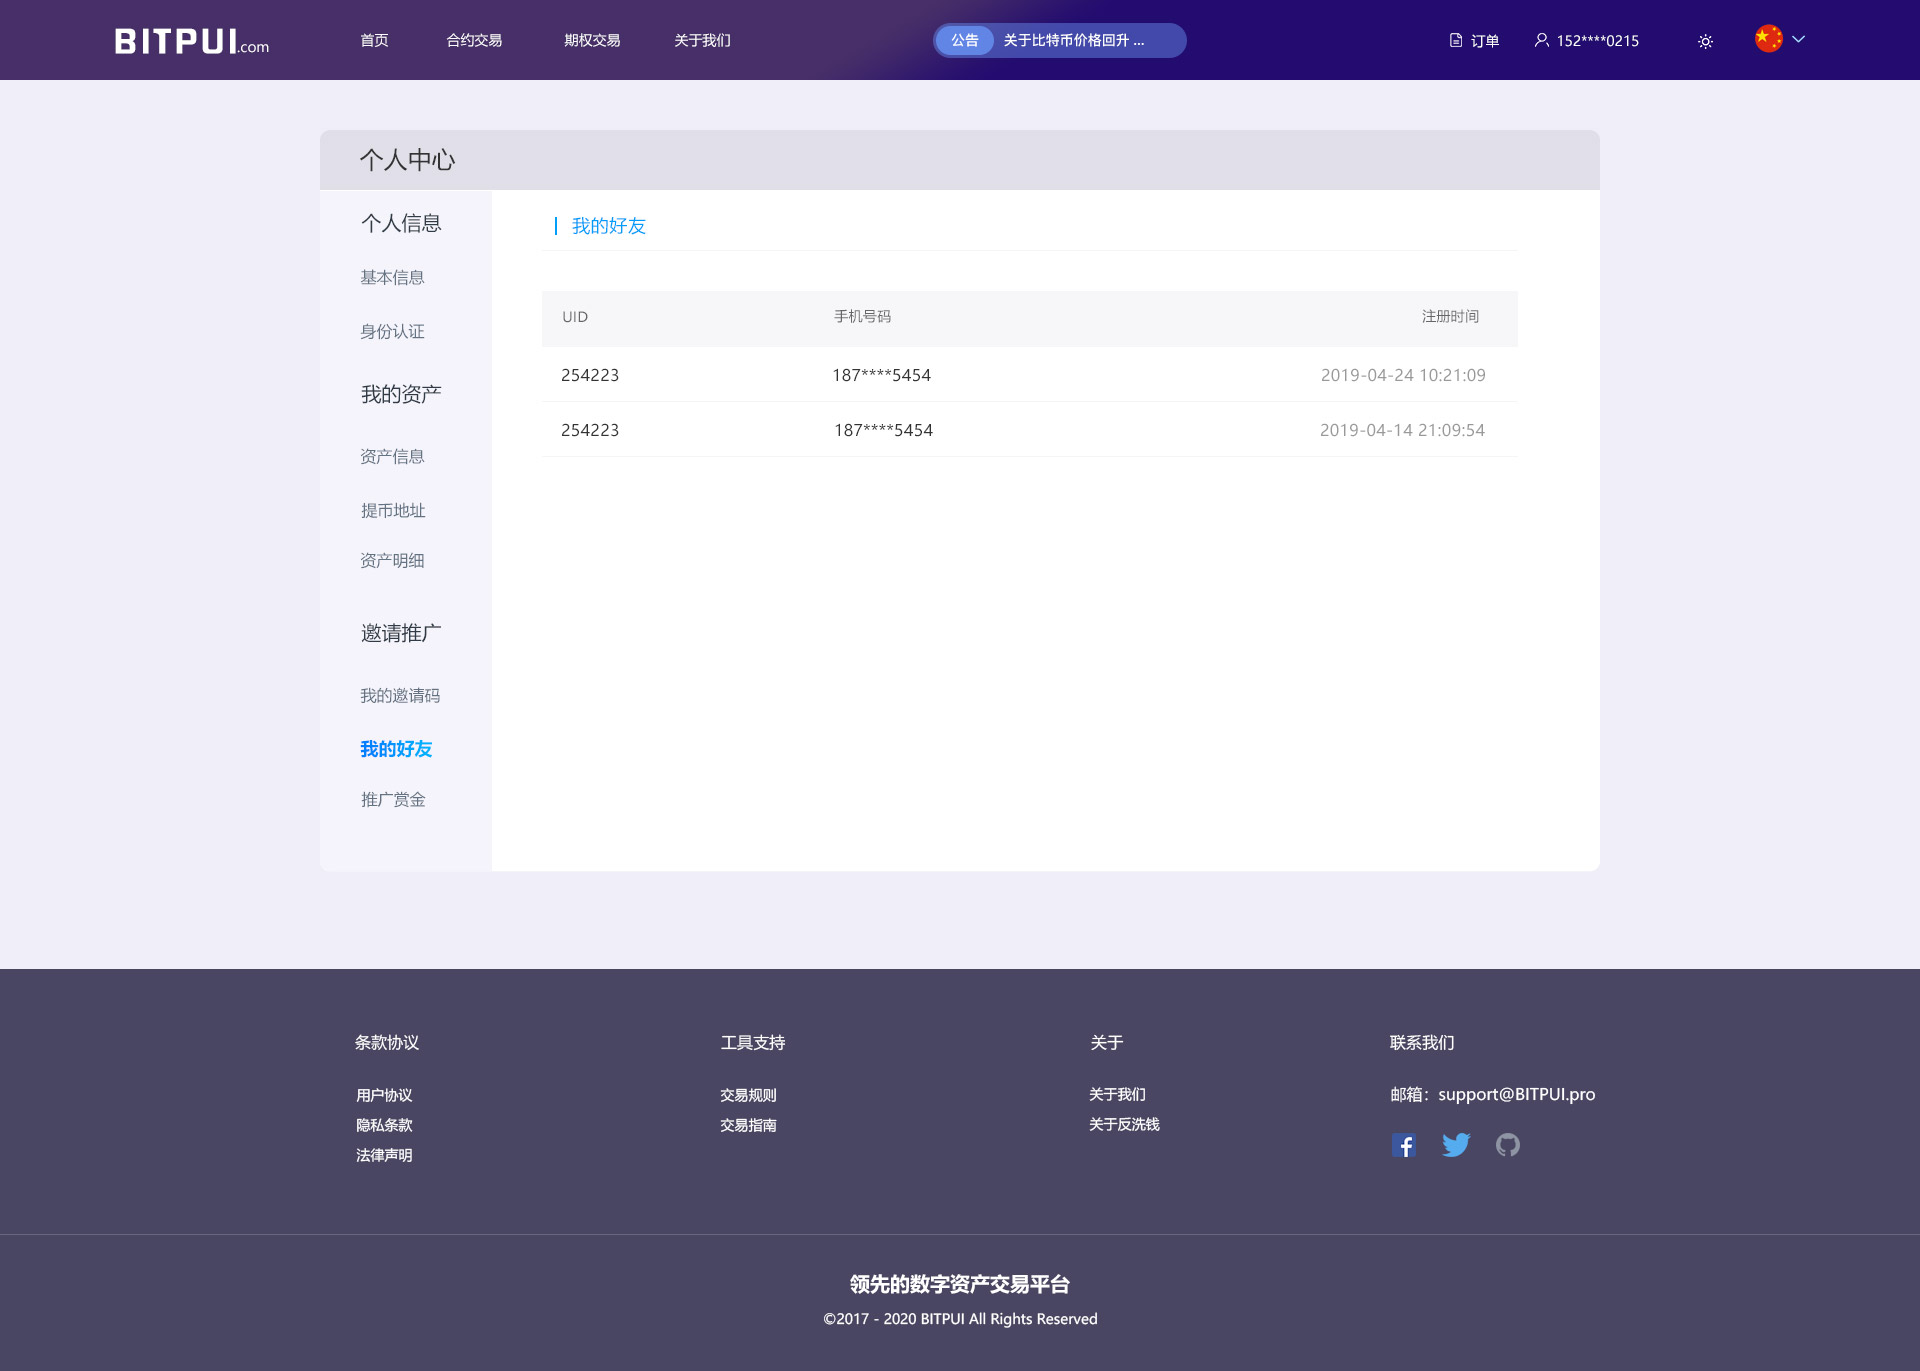 BITPUI.com 首页 合约交易 期权交易 关于我们 公告 关于比特币价格回升 ... 订单 152****0215
个人中心
个人信息
基本信息
身份认证
我的资产
资产信息
提币地址
资产明细
邀请推广
我的邀请码
我的好友
推广赏金
我的好友
UID 手机号码 注册时间
254223 187****5454 2019-04-24 10:21:09
254223 187****5454 2019-04-14 21:09:54
条款协议
用户协议
隐私条款
法律声明
工具支持
交易规则
交易指南
关于
关于我们
关于反洗钱
联系我们
邮箱：support@BITPUI.pro
领先的数字资产交易平台
©2017 - 2020 BITPUI All Rights Reserved